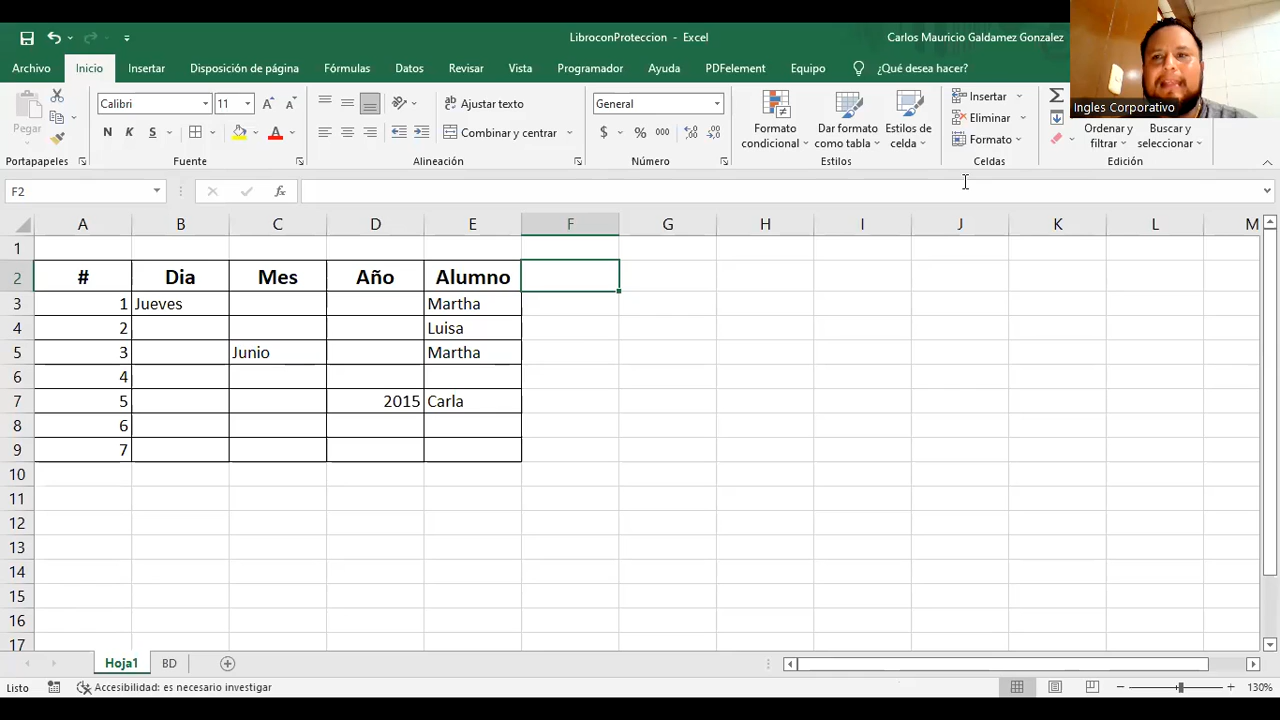 LibroconProteccion - Excel
Carlos Mauricio Galdamez Gonzalez
Archivo Inicio Insertar Disposición de página Fórmulas Datos Revisar Vista Programador Ayuda PDFelement Equipo ¿Qué desea hacer?
Ingles Corporativo
Pegar
Calibri 11
N K S
Ajustar texto
Combinar y centrar
General
$ % 000
Formato condicional
Dar formato como tabla
Estilos de celda
Insertar
Eliminar
Formato
Ordenar y filtrar
Buscar y seleccionar
Portapapeles Fuente Alineación Número Estilos Celdas Edición
F2 fx
A B C D E F G H I J K L M
1
2 # Dia Mes Año Alumno
3 1 Jueves Martha
4 2 Luisa
5 3 Junio Martha
6 4
7 5 2015 Carla
8 6
9 7
10
11
12
13
14
15
16
17
Hoja1 BD
Listo Accesibilidad: es necesario investigar 130%